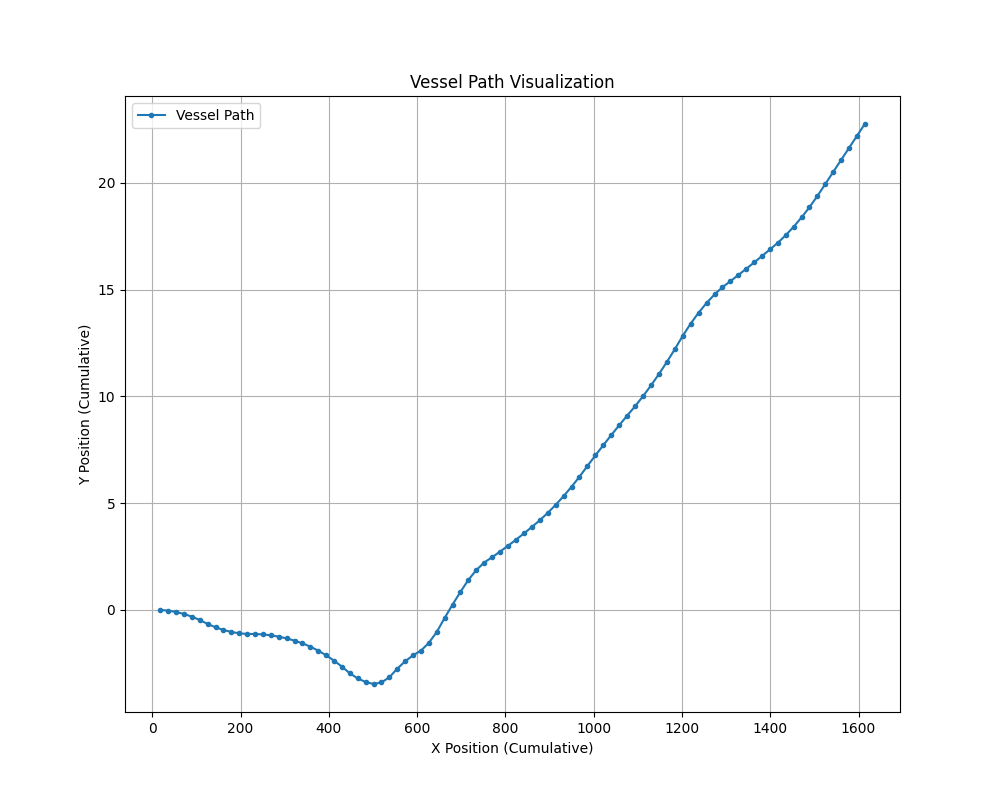 Vessel Path Visualization
Vessel Path
Y Position (Cumulative)
20
15
10
5
0
0 200 400 600 800 1000 1200 1400 1600
X Position (Cumulative)